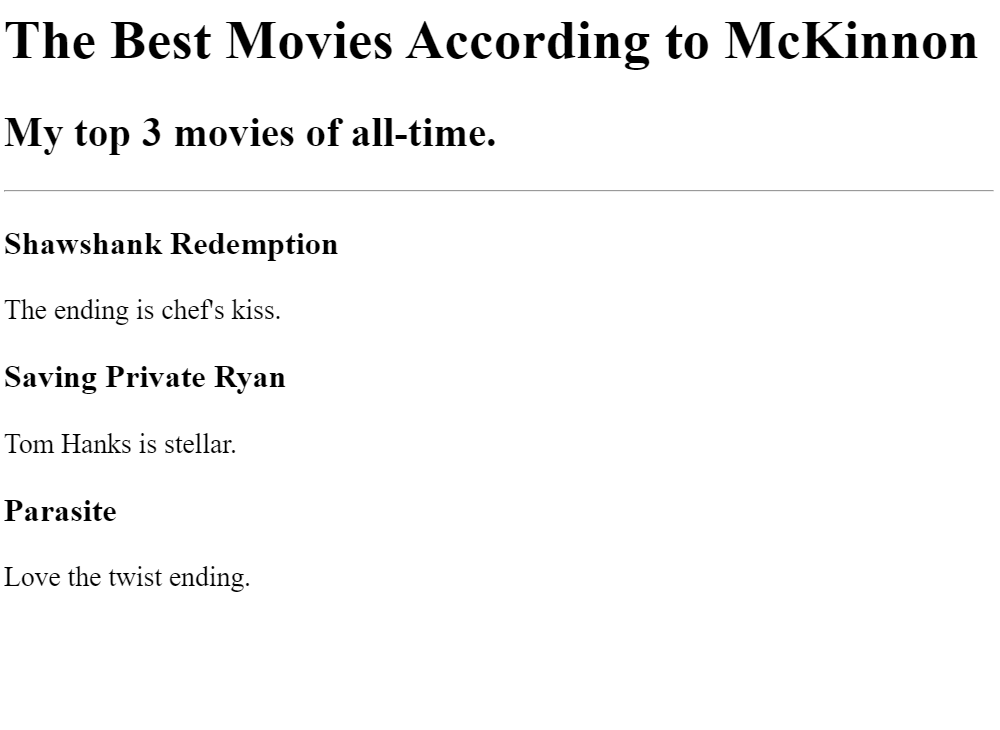 The Best Movies According to McKinnon
My top 3 movies of all-time.
Shawshank Redemption
The ending is chef's kiss.
Saving Private Ryan
Tom Hanks is stellar.
Parasite
Love the twist ending.